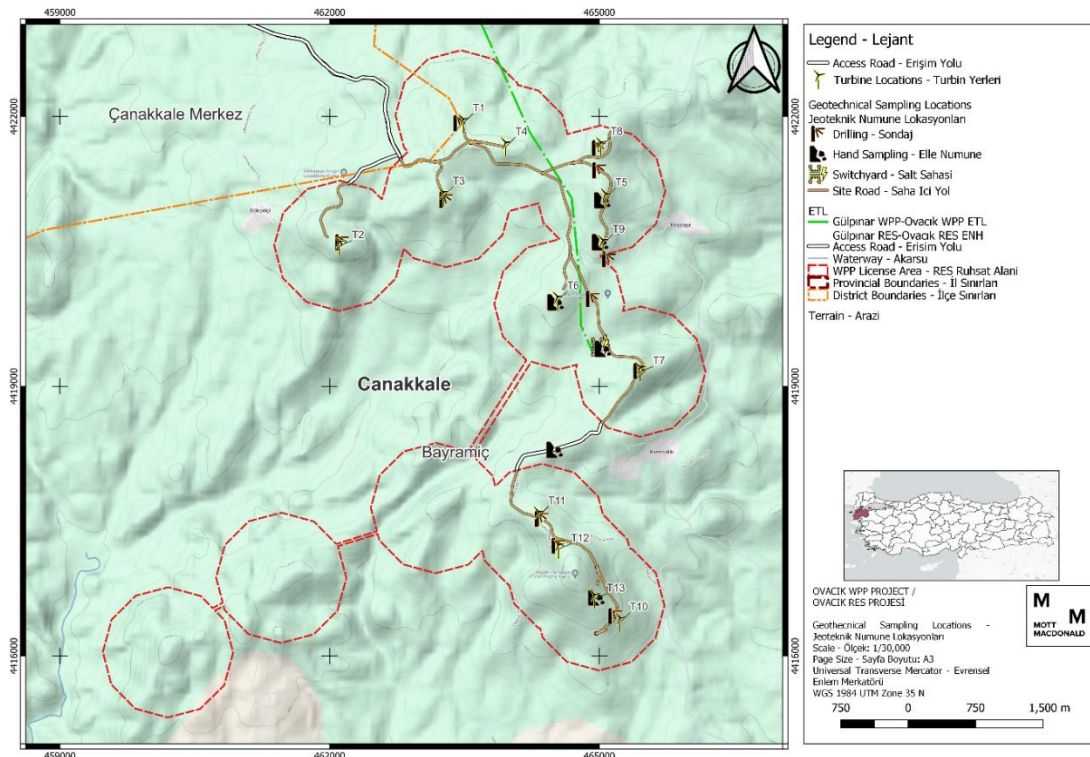 459000
462000
465000
4422000
4422000
Çanakkale Merkez
T1
T4
T8
T3
T5
T2
T9
T6
4419000
4419000
T7
Çanakkale
Bayramiç
T11
T12
T13
T10
4416000
4416000
459000
462000
465000
Legend - Lejant
Access Road - Erişim Yolu
Turbine Locations - Turbin Yerleri
Geotechnical Sampling Locations
Jeoteknik Numune Lokasyonları
Drilling - Sondaj
Hand Sampling - Elle Numune
Switchyard - Salt Sahasi
Site Road - Saha Ici Yol
ETL
Gülpınar WPP-Ovacık WPP ETL
Gülpınar RES-Ovacık RES ENH
Access Road - Erisim Yolu
Waterway - Akarsu
WPP License Area - RES Ruhsat Alani
Provincial Boundaries - İl Sınırları
District Boundaries - İlçe Sınırları
Terrain - Arazi
OVACIK WPP PROJECT /
OVACIK RES PROJESİ
M
M
MOTT
MACDONALD
Geothecnical Sampling Locations -
Jeoteknik Numune Lokasyonları
Scale - Ölçek: 1/30,000
Page Size - Sayfa Boyutu: A3
Universal Transverse Mercator - Evrensel
Enlem Merkatörü
WGS 1984 UTM Zone 35 N
750 0 750 1,500 m